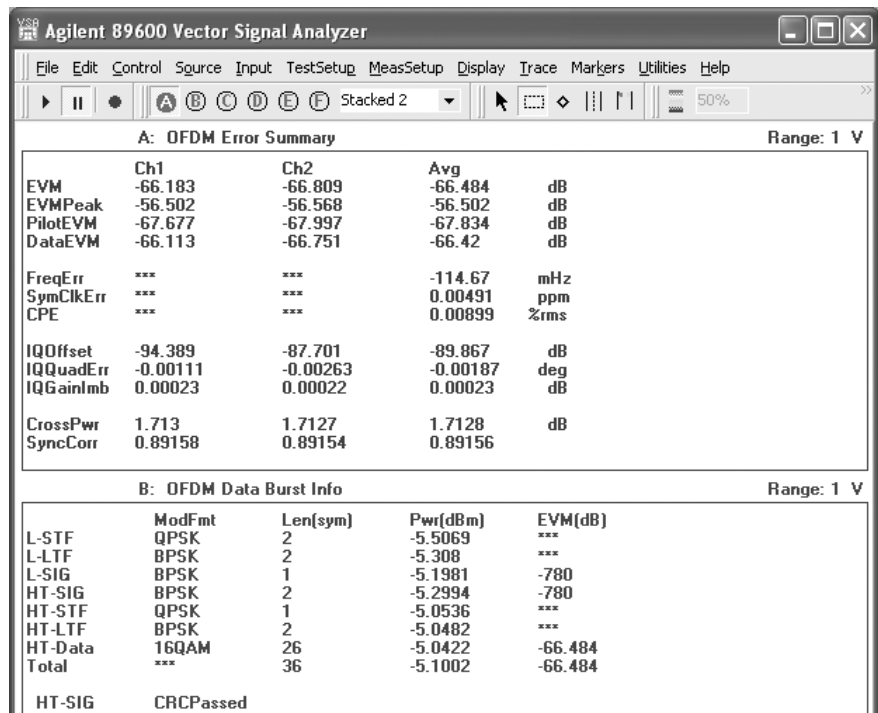 VSA Agilent 89600 Vector Signal Analyzer
File Edit Control Source Input TestSetup MeasSetup Display Trace Markers Utilities Help
A B C D E F Stacked 2 50%
A: OFDM Error Summary Range: 1 V
Ch1 Ch2 Avg
EVM -66.183 -66.809 -66.484 dB
EVMPeak -56.502 -56.568 -56.502 dB
PilotEVM -67.677 -67.997 -67.834 dB
DataEVM -66.113 -66.751 -66.42 dB
FreqErr *** *** -114.67 mHz
SymClkErr *** *** 0.00491 ppm
CPE *** *** 0.00899 %rms
IQOffset -94.389 -87.701 -89.867 dB
IQQuadErr -0.00111 -0.00263 -0.00187 deg
IQGainImb 0.00023 0.00022 0.00023 dB
CrossPwr 1.713 1.7127 1.7128 dB
SyncCorr 0.89158 0.89154 0.89156
B: OFDM Data Burst Info Range: 1 V
ModFmt Len(sym) Pwr(dBm) EVM(dB)
L-STF QPSK 2 -5.5069 ***
L-LTF BPSK 2 -5.308 ***
L-SIG BPSK 1 -5.1981 -780
HT-SIG BPSK 2 -5.2994 -780
HT-STF QPSK 1 -5.0536 ***
HT-LTF BPSK 2 -5.0482 ***
HT-Data 16QAM 26 -5.0422 -66.484
Total *** 36 -5.1002 -66.484
HT-SIG CRCPassed